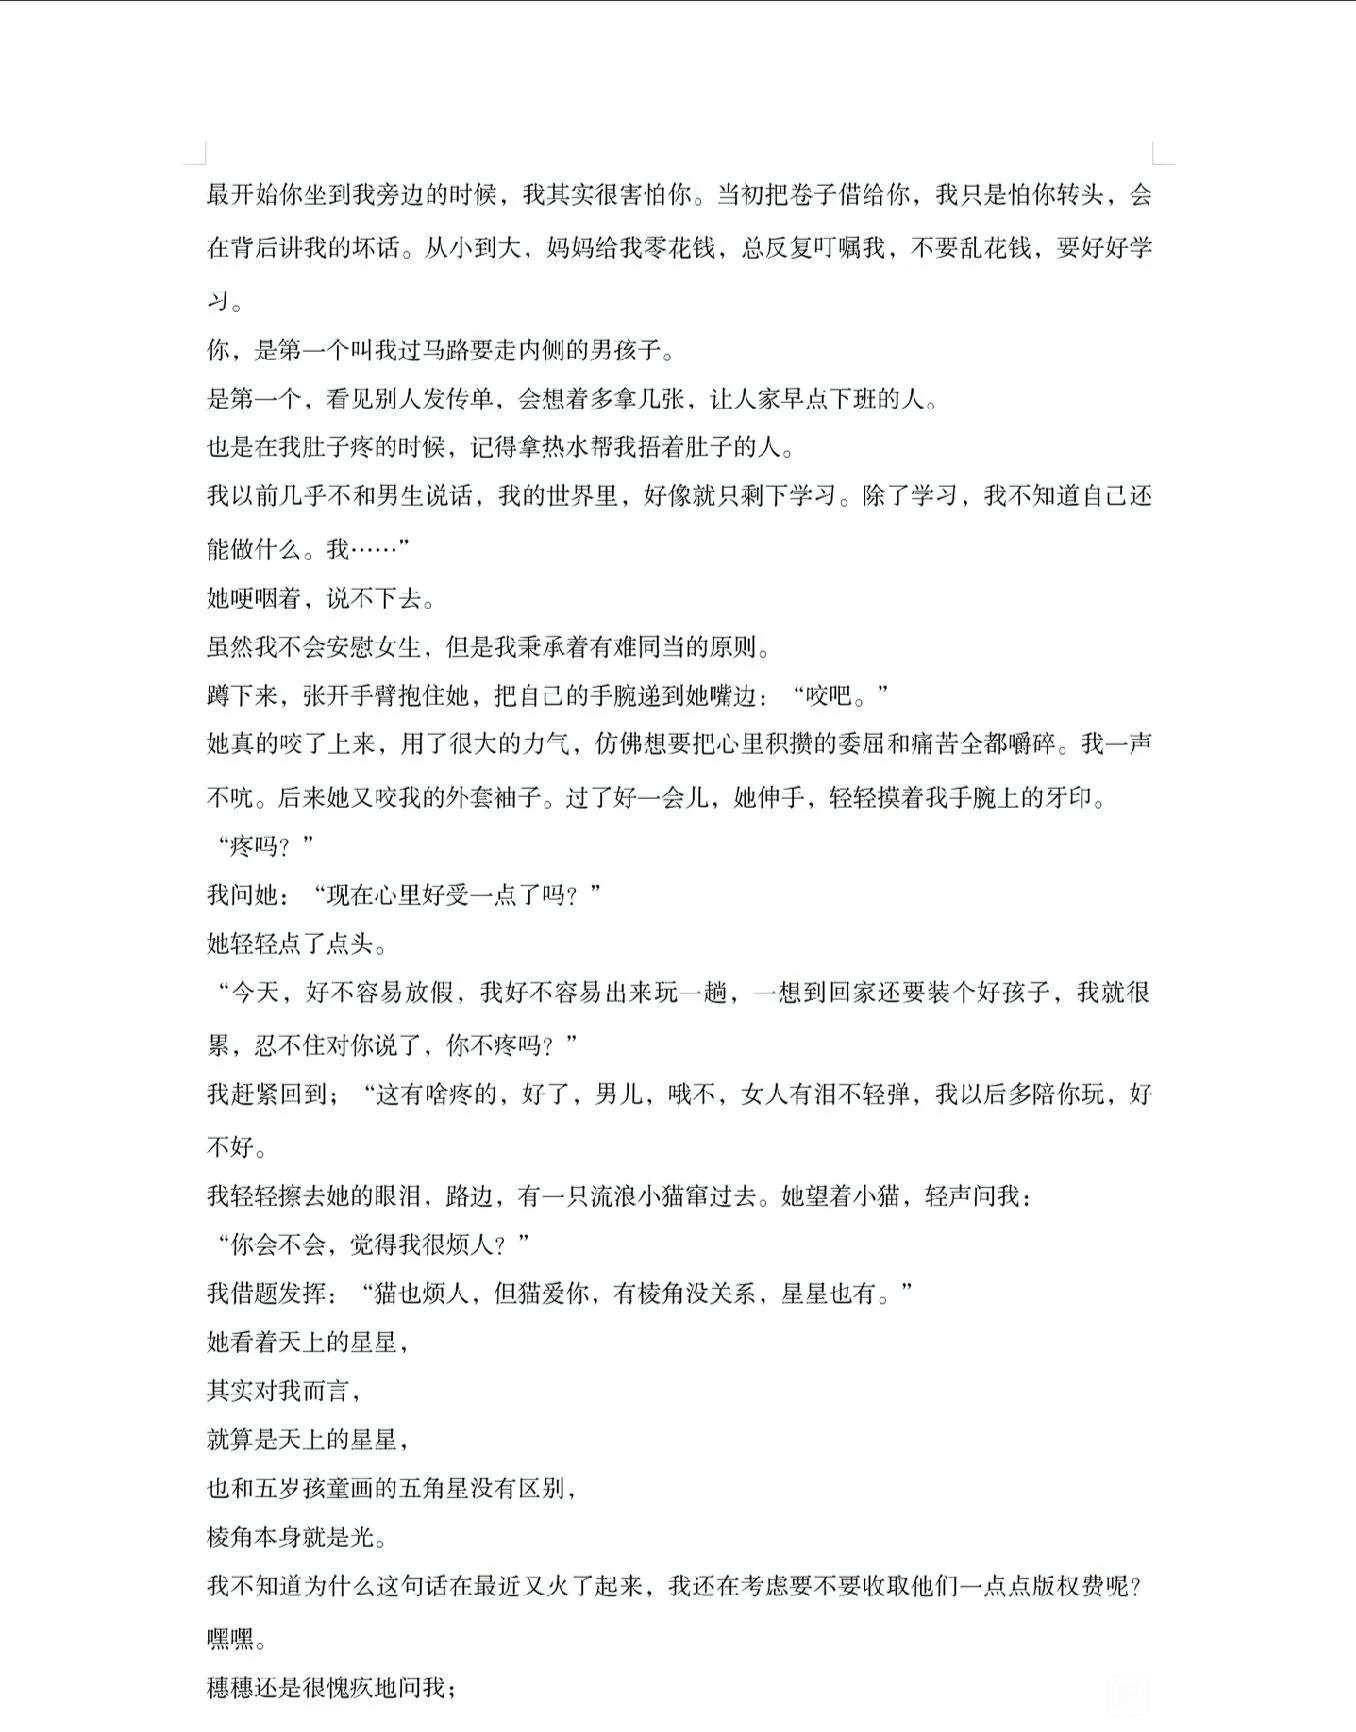 最开始你坐到我旁边的时候，我其实很害怕你。当初把卷子借给你，我只是怕你转头，会
在背后讲我的坏话。从小到大，妈妈给我零花钱，总反复叮嘱我，不要乱花钱，要好好学
习。
你，是第一个叫我过马路要走内侧的男孩子。
是第一个，看见别人发传单，会想着多拿几张，让人家早点下班的人。
也是在我肚子疼的时候，记得拿热水帮我捂着肚子的人。
我以前几乎不和男生说话，我的世界里，好像就只剩下学习。除了学习，我不知道自己还
能做什么。我……”
她哽咽着，说不下去。
虽然我不会安慰女生，但是我秉承着有难同当的原则。
蹲下来，张开手臂抱住她，把自己的手腕递到她嘴边：“咬吧。”
她真的咬了上来，用了很大的力气，仿佛想要把心里积攒的委屈和痛苦全都嚼碎。我一声
不吭。后来她又咬我的外套袖子。过了好一会儿，她伸手，轻轻摸着我手腕上的牙印。
“疼吗？”
我问她：“现在心里好受一点了吗？”
她轻轻点了点头。
“今天，好不容易放假，我好不容易出来玩一趟，一想到回家还要装个好孩子，我就很
累，忍不住对你说了，你不疼吗？”
我赶紧回到；“这有啥疼的，好了，男儿，哦不，女人有泪不轻弹，我以后多陪你玩，好
不好。
我轻轻擦去她的眼泪，路边，有一只流浪小猫窜过去。她望着小猫，轻声问我：
“你会不会，觉得我很烦人？”
我借题发挥：“猫也烦人，但猫爱你，有棱角没关系，星星也有。”
她看着天上的星星，
其实对我而言，
就算是天上的星星，
也和五岁孩童画的五角星没有区别，
棱角本身就是光。
我不知道为什么这句话在最近又火了起来，我还在考虑要不要收取他们一点点版权费呢？
嘿嘿。
穗穗还是很愧疚地问我；